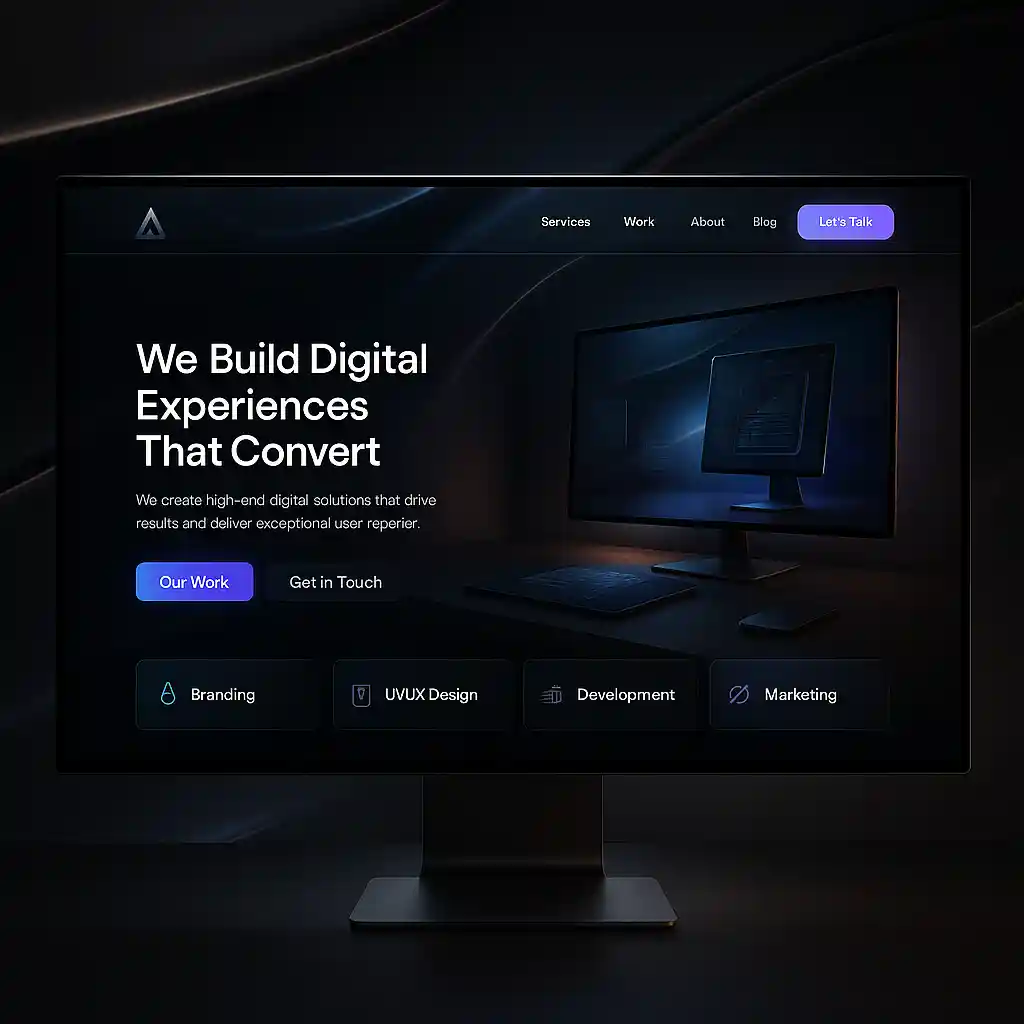 Services Work About Blog Let's Talk
We Build Digital
Experiences
That Convert
We create high-end digital solutions that drive
results and deliver exceptional user reperier.
Our Work Get in Touch
Branding UVUX Design Development Marketing